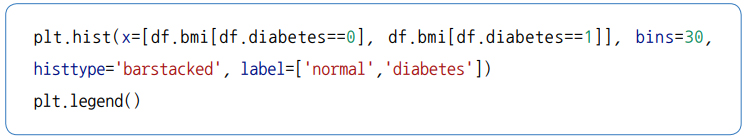 plt.hist(x=[df.bmi[df.diabetes==0], df.bmi[df.diabetes==1]], bins=30,
histtype='barstacked', label=['normal','diabetes'])
plt.legend()